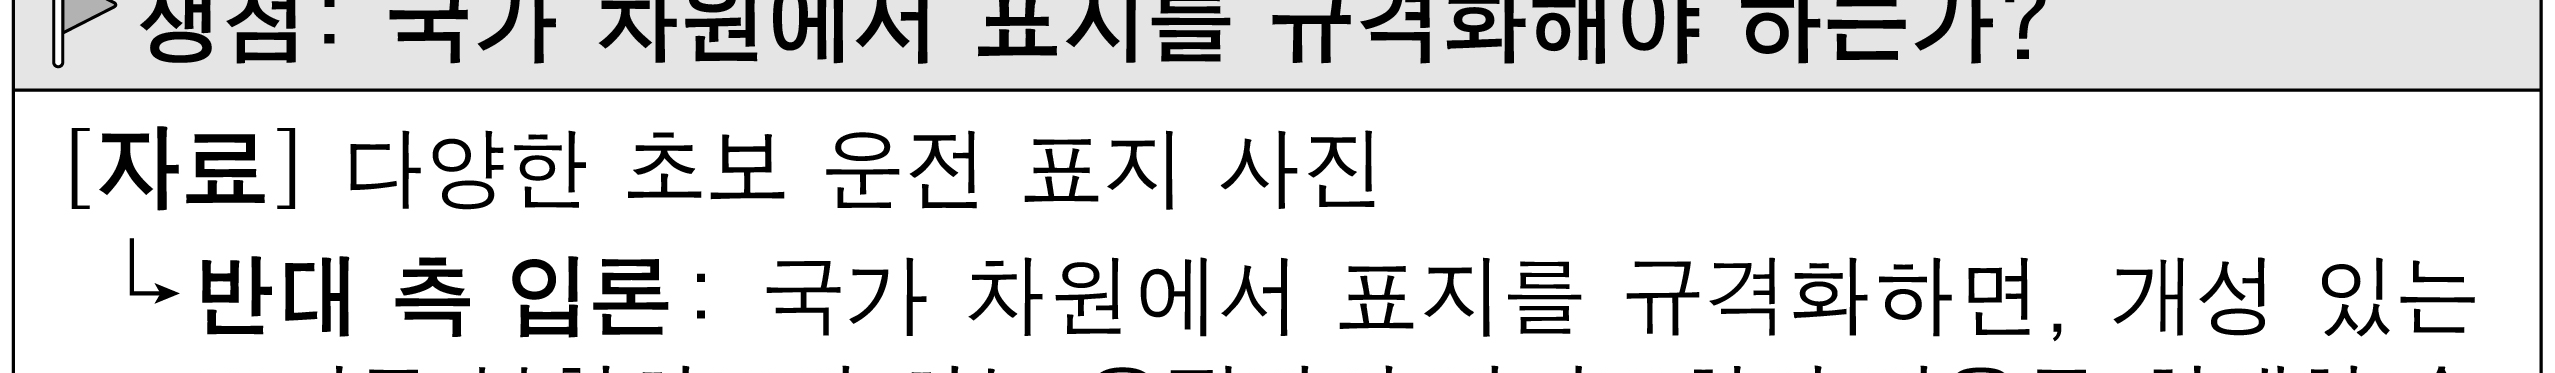 쟁점: 국가 차원에서 표지를 규격화해야 하는가?
[자료] 다양한 초보 운전 표지 사진
반대 측 입론: 국가 차원에서 표지를 규격화하면, 개성 있는